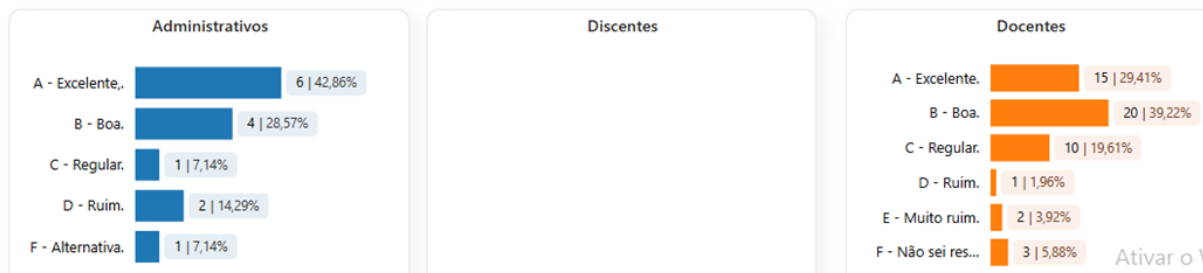 Administrativos
A - Excelente,.
6 | 42,86%
B - Boa.
4 | 28,57%
C - Regular.
1 | 7,14%
D - Ruim.
2 | 14,29%
F - Alternativa.
1 | 7,14%
Discentes
Docentes
A - Excelente.
15 | 29,41%
B - Boa.
20 | 39,22%
C - Regular.
10 | 19,61%
D - Ruim.
1 | 1,96%
E - Muito ruim.
2 | 3,92%
F - Não sei res...
3 | 5,88%
Ativar o